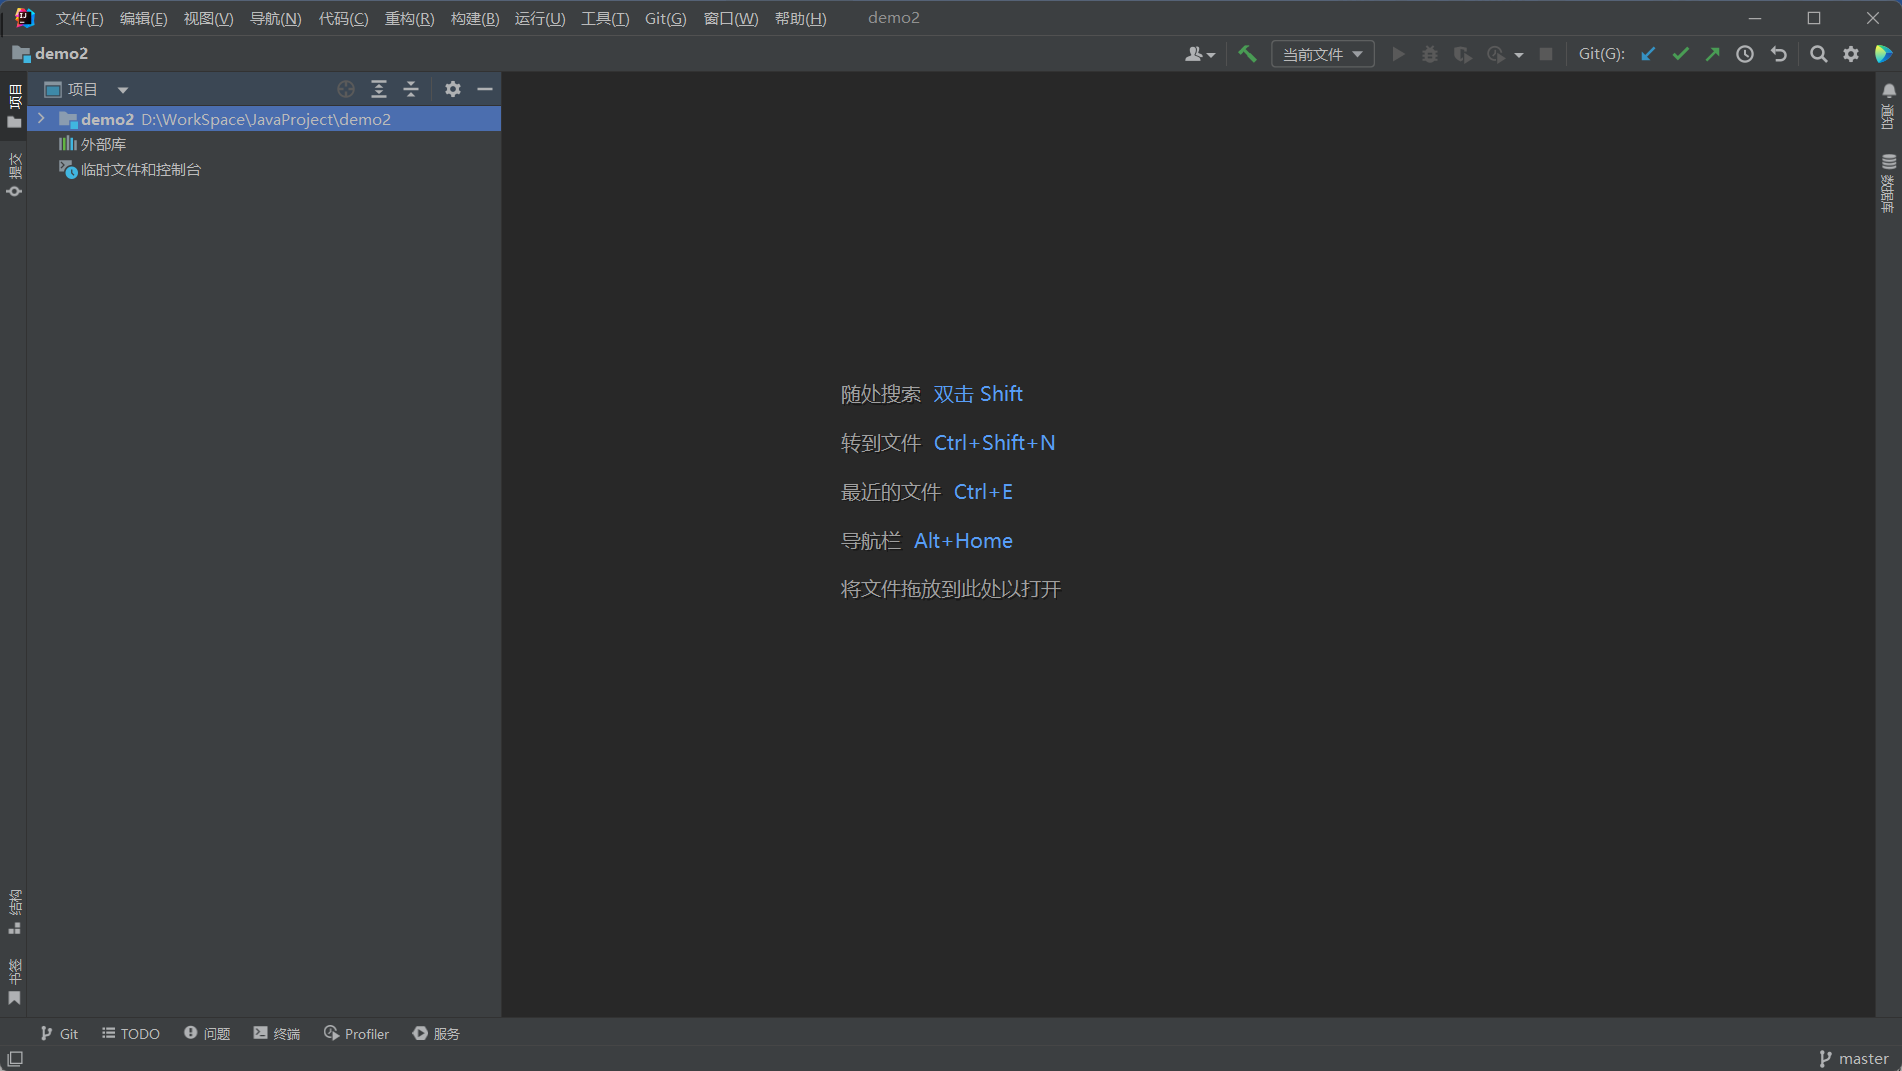 文件(F) 编辑(E) 视图(V) 导航(N) 代码(C) 重构(R) 构建(B) 运行(U) 工具(T) Git(G) 窗口(W) 帮助(H) demo2
demo2 当前文件 Git(G):
项目
demo2 D:\WorkSpace\JavaProject\demo2
外部库
临时文件和控制台
项目
提交
结构
书签
随处搜索 双击 Shift
转到文件 Ctrl+Shift+N
最近的文件 Ctrl+E
导航栏 Alt+Home
将文件拖放到此处以打开
通知
数据库
Git TODO 问题 终端 Profiler 服务
master